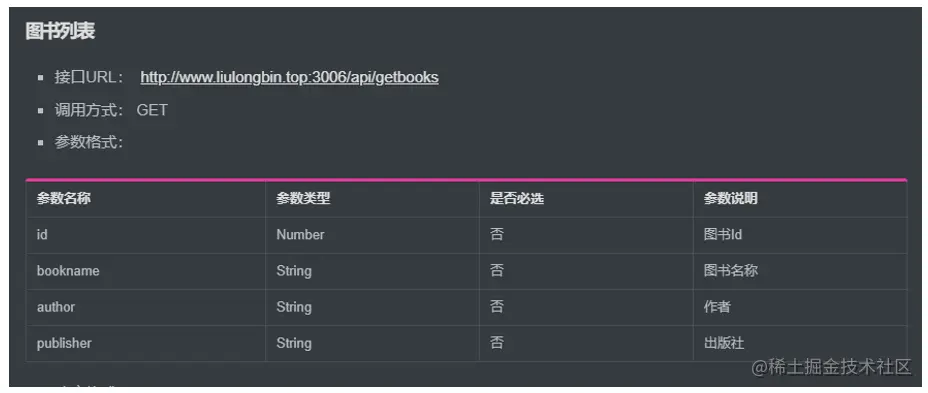 图书列表
接口URL： http://www.liulongbin.top:3006/api/getbooks
调用方式： GET
参数格式：
参数名称 参数类型 是否必选 参数说明
id Number 否 图书Id
bookname String 否 图书名称
author String 否 作者
publisher String 否 出版社
@稀土掘金技术社区